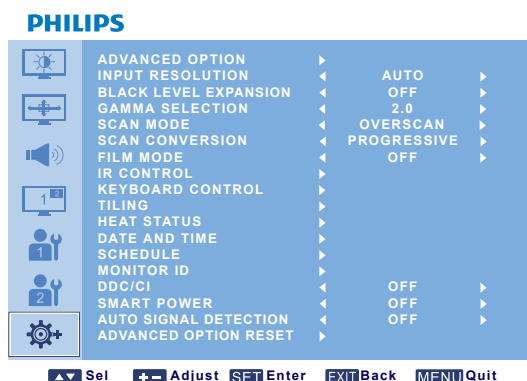 PHILIPS
ADVANCED OPTION
INPUT RESOLUTION AUTO
BLACK LEVEL EXPANSION OFF
GAMMA SELECTION 2.0
SCAN MODE OVERSCAN
SCAN CONVERSION PROGRESSIVE
FILM MODE OFF
IR CONTROL
KEYBOARD CONTROL
TILING
HEAT STATUS
DATE AND TIME
SCHEDULE
MONITOR ID
DDC/CI OFF
SMART POWER OFF
AUTO SIGNAL DETECTION OFF
ADVANCED OPTION RESET
1 2
1
2
Sel + - Adjust SET Enter EXIT Back MENU Quit